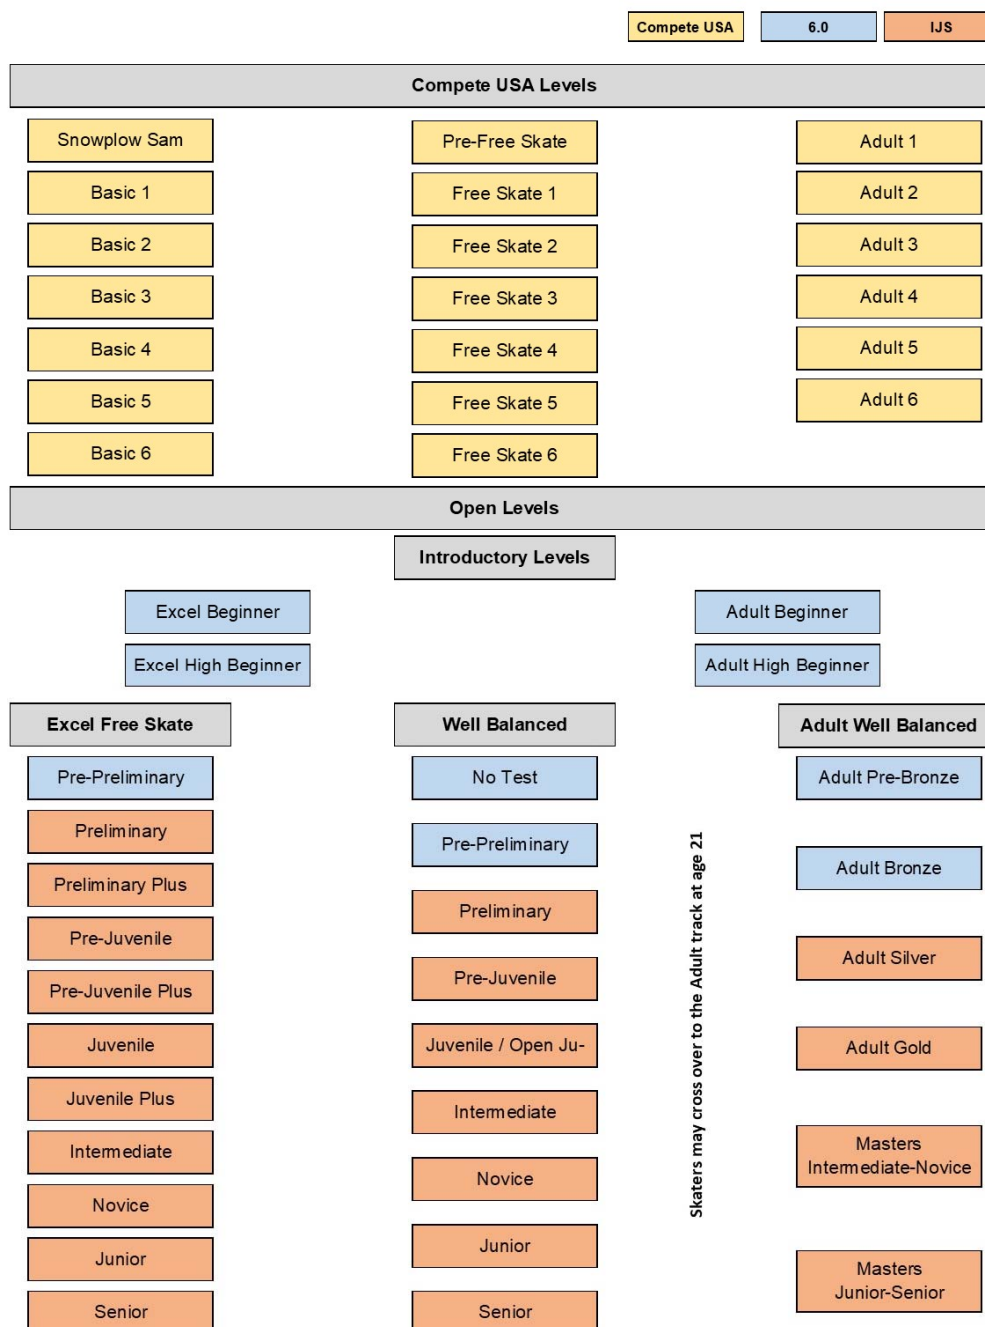 Compete USA
6.0
IJS
Compete USA Levels
Snowplow Sam
Pre-Free Skate
Adult 1
Basic 1
Free Skate 1
Adult 2
Basic 2
Free Skate 2
Adult 3
Basic 3
Free Skate 3
Adult 4
Basic 4
Free Skate 4
Adult 5
Basic 5
Free Skate 5
Adult 6
Basic 6
Free Skate 6
Open Levels
Introductory Levels
Excel Beginner
Adult Beginner
Excel High Beginner
Adult High Beginner
Excel Free Skate
Pre-Preliminary
Preliminary
Preliminary Plus
Pre-Juvenile
Pre-Juvenile Plus
Juvenile
Juvenile Plus
Intermediate
Novice
Junior
Senior
Well Balanced
No Test
Pre-Preliminary
Preliminary
Pre-Juvenile
Juvenile / Open Ju-
Intermediate
Novice
Junior
Senior
Skaters may cross over to the Adult track at age 21
Adult Well Balanced
Adult Pre-Bronze
Adult Bronze
Adult Silver
Adult Gold
Masters
Intermediate-Novice
Masters
Junior-Senior